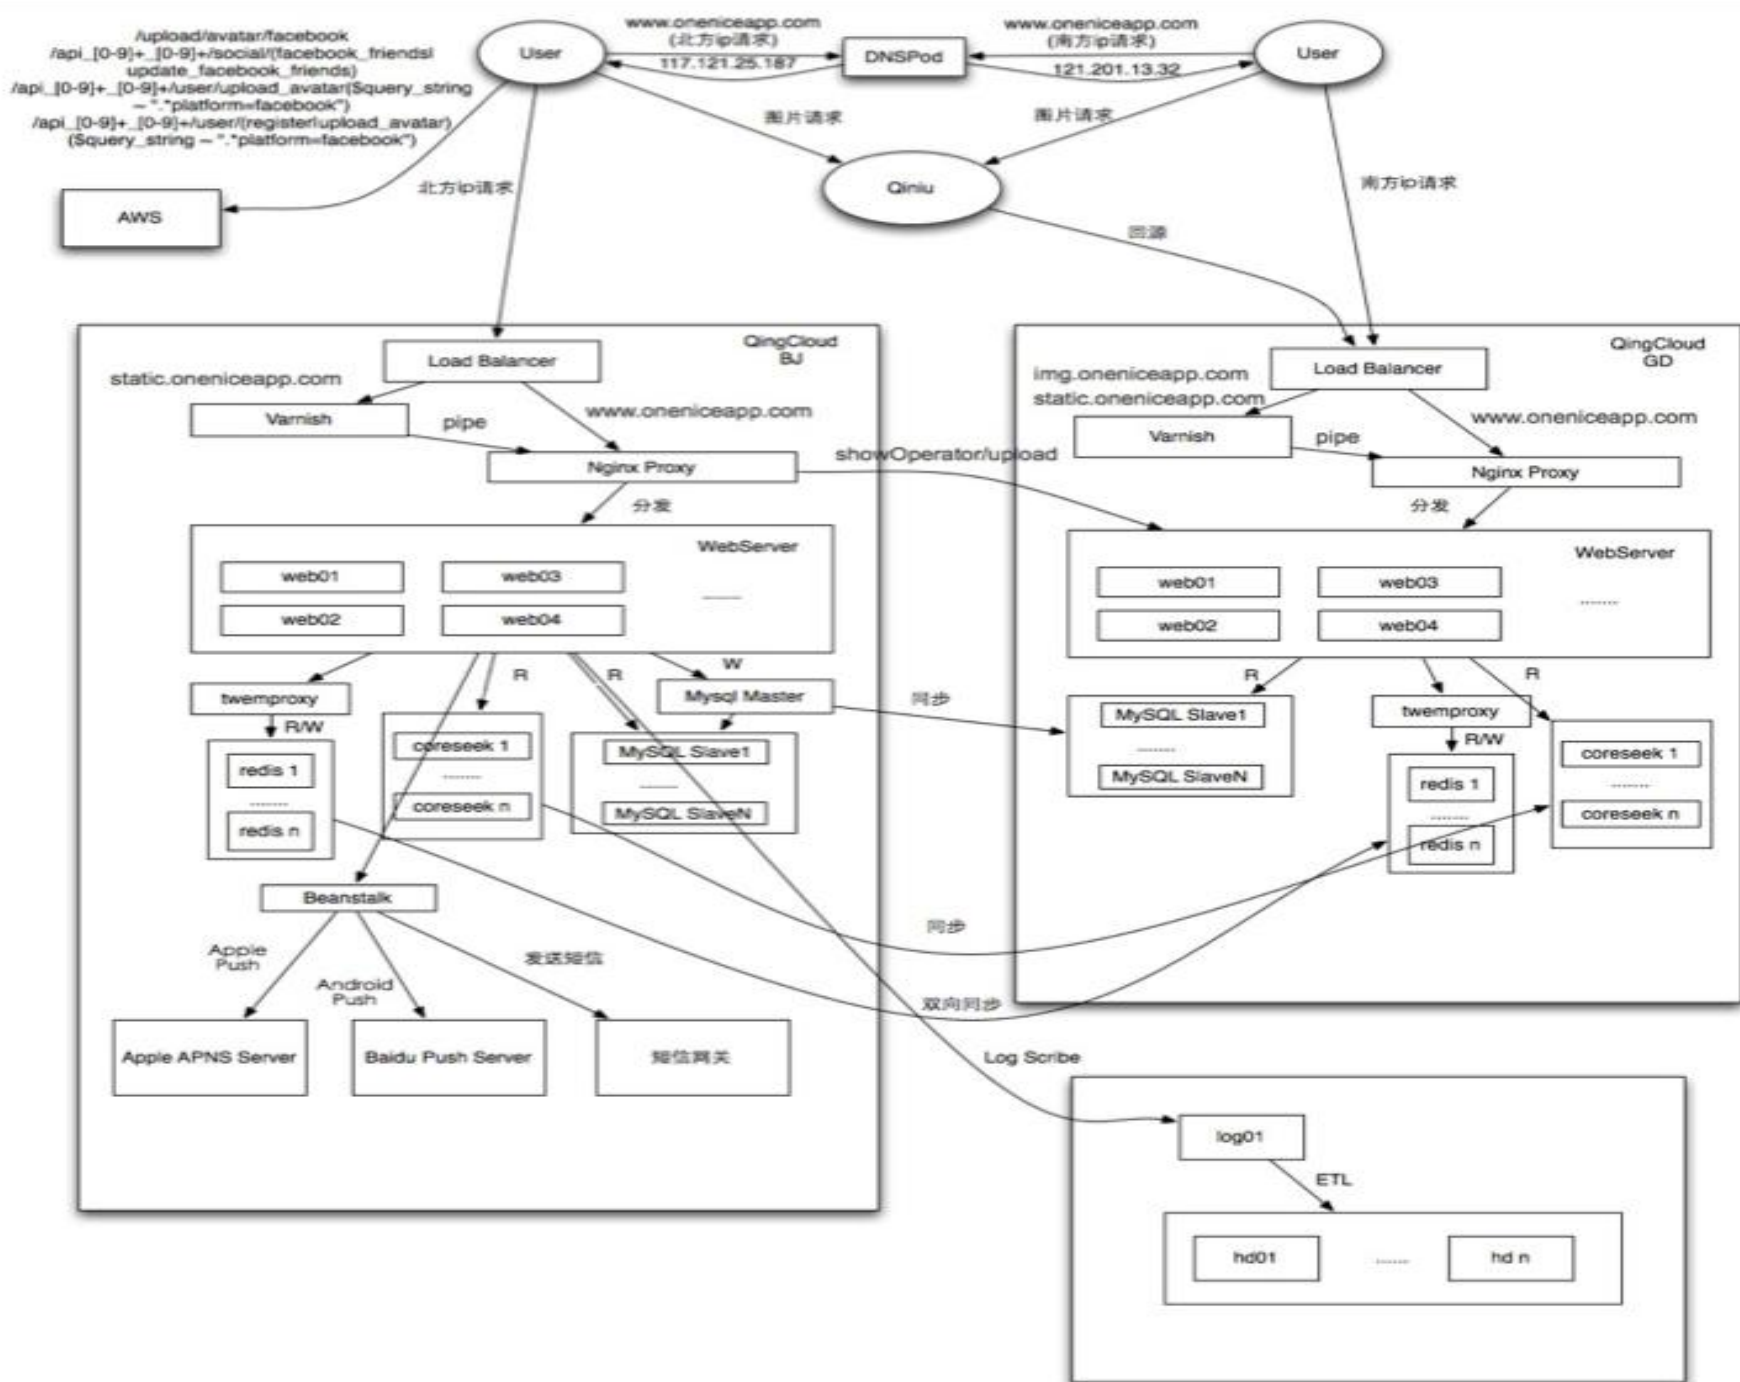 /upload/avatar/facebook
/api_[0-9]+_[0-9]+/social/(facebook_friends|
update_facebook_friends)
/api_[0-9]+_[0-9]+/user/upload_avatar($query_string
~ ".*platform=facebook")
/api_[0-9]+_[0-9]+/user/(register|upload_avatar)
($query_string ~ ".*platform=facebook")
User
www.oneniceapp.com
(北方ip请求)
117.121.25.187
DNSPod
www.oneniceapp.com
(南方ip请求)
121.201.13.32
User
图片请求
图片请求
AWS
北方ip请求
Qiniu
南方ip请求
回源
QingCloud
BJ
Load Balancer
static.oneniceapp.com
Varnish
pipe
www.oneniceapp.com
Nginx Proxy
showOperator/upload
分发
WebServer
web01
web03
.......
web02
web04
twemproxy
R
R
W
Mysql Master
同步
R/W
redis 1
.......
redis n
coreseek 1
.......
coreseek n
MySQL Slave1
.......
MySQL SlaveN
Beanstalk
Apple
Push
Android
Push
发送短信
Apple APNS Server
Baidu Push Server
短信网关
QingCloud
GD
Load Balancer
img.oneniceapp.com
static.oneniceapp.com
Varnish
pipe
www.oneniceapp.com
Nginx Proxy
分发
WebServer
web01
web03
.......
web02
web04
R
R
MySQL Slave1
.......
MySQL SlaveN
twemproxy
R/W
redis 1
.......
redis n
coreseek 1
.......
coreseek n
同步
双向同步
Log Scribe
log01
ETL
hd01
......
hd n